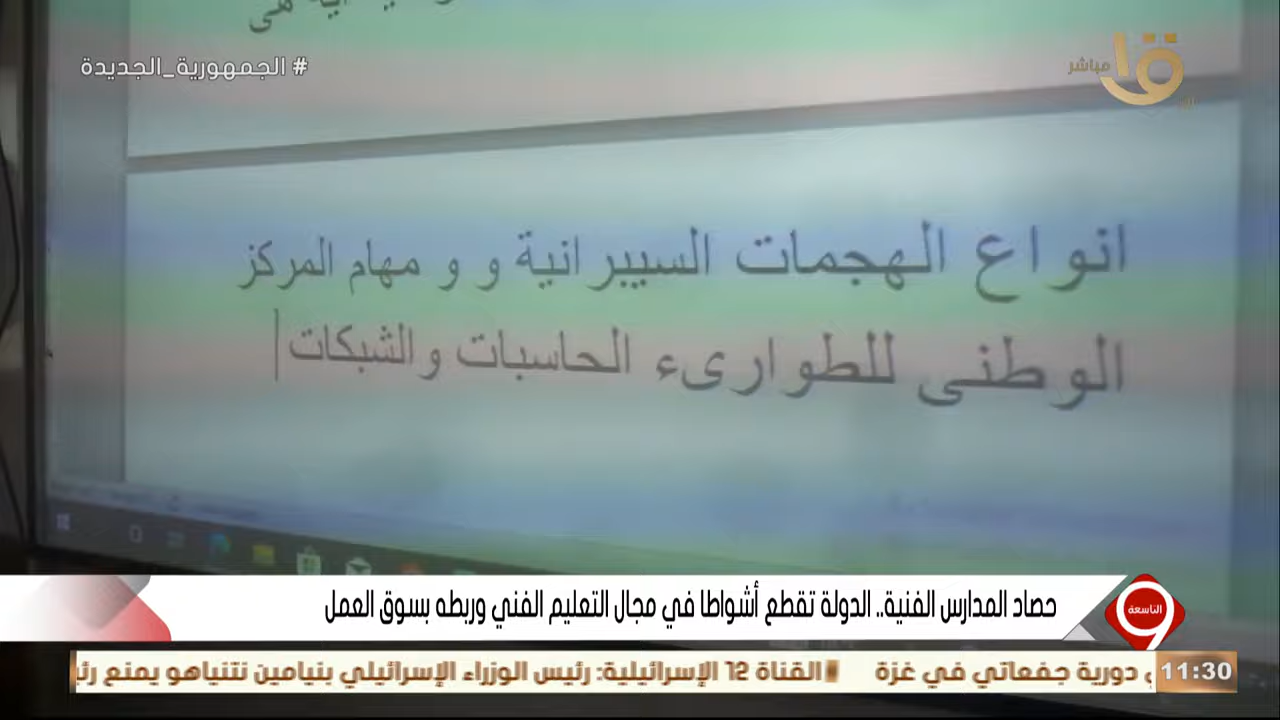 # الجمهورية_الجديدة
مباشر
هى
انواع الهجمات السيبرانية و و مهام المركز
الوطنى للطوارىء الحاسبات والشبكات
حصاد المدارس الفنية.. الدولة تقطع أشواطا في مجال التعليم الفني وربطه بسوق العمل
التاسعة
9
دورية جفعاتي في غزة
القناة 12 الإسرائيلية: رئيس الوزراء الإسرائيلي بنيامين نتنياهو يمنع
11:30